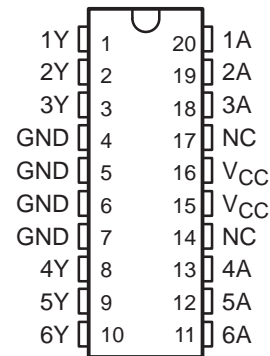 1Y 1 20 1A
2Y 2 19 2A
3Y 3 18 3A
GND 4 17 NC
GND 5 16 VCC
GND 6 15 VCC
GND 7 14 NC
4Y 8 13 4A
5Y 9 12 5A
6Y 10 11 6A